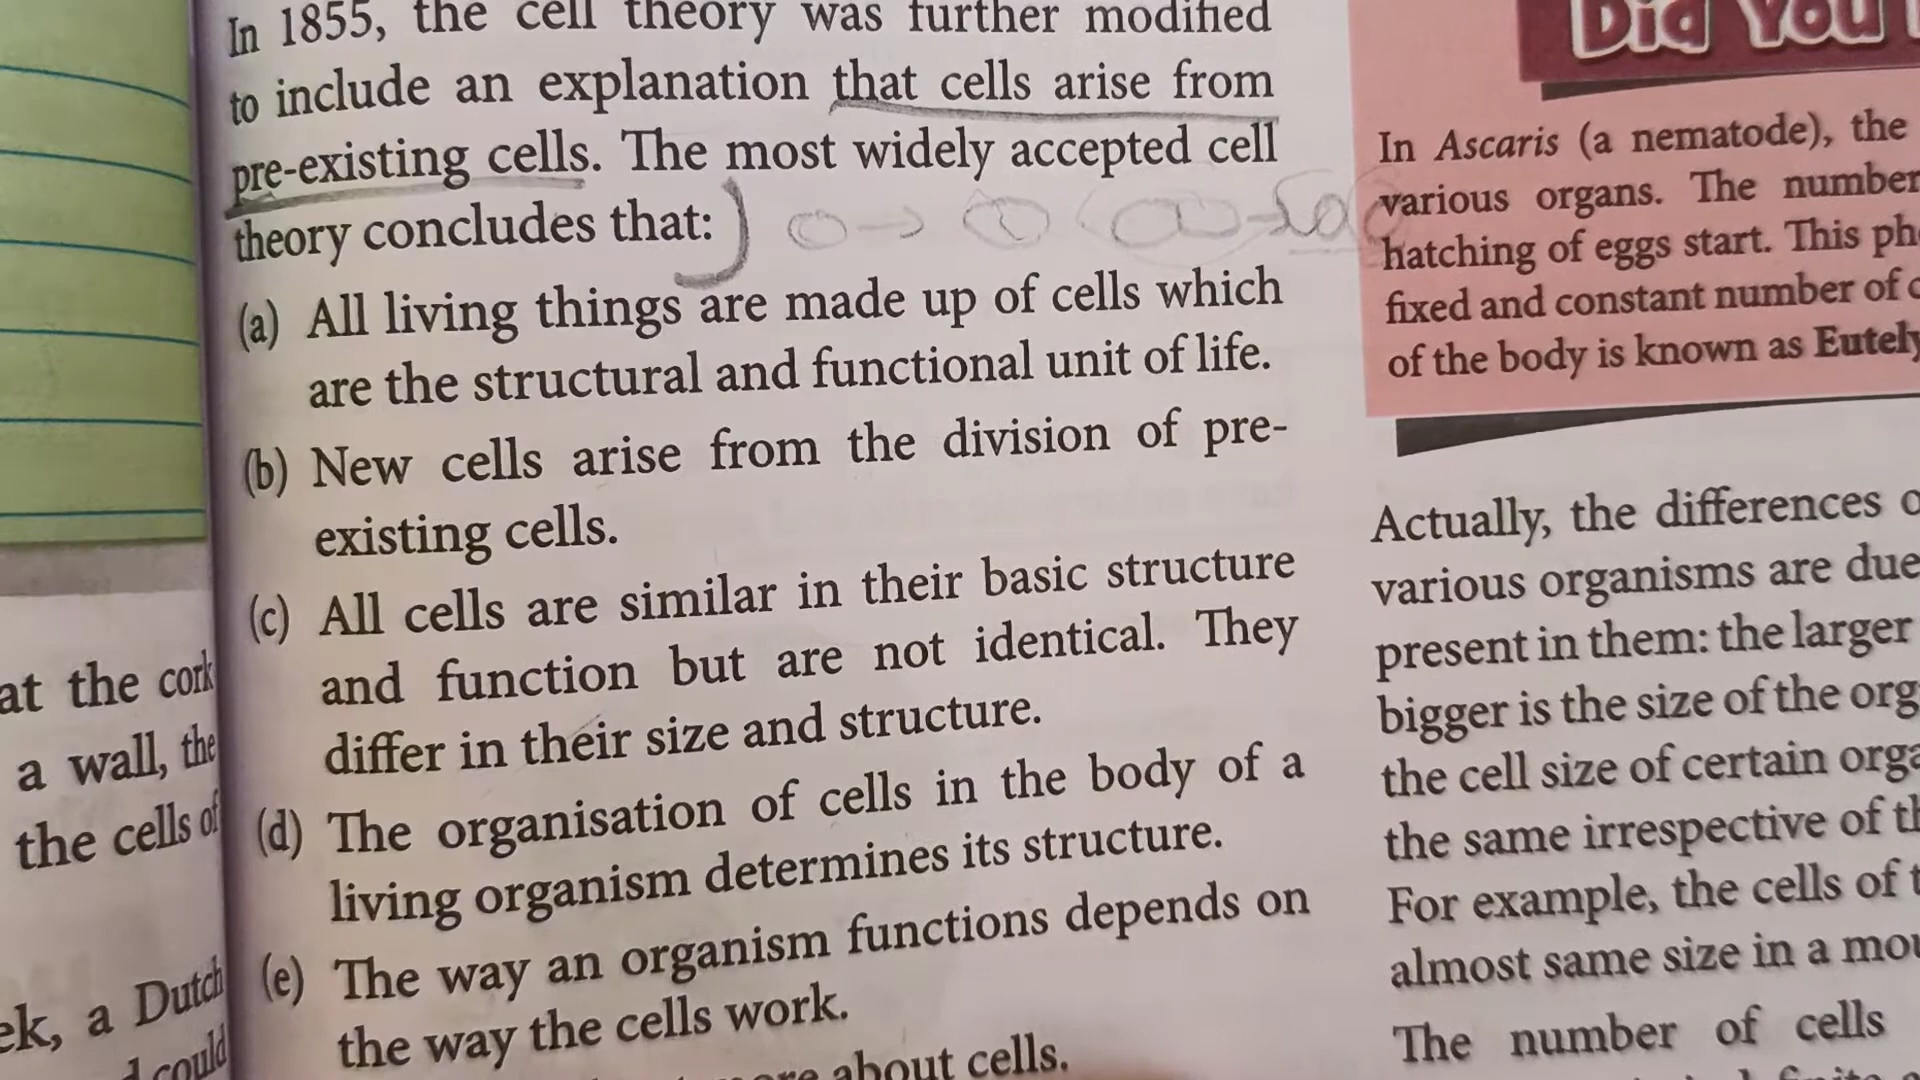 at the cork
a wall, the
the cells of
ek, a Dutch
could
In 1855, the cell theory was further modified
to include an explanation that cells arise from
pre-existing cells. The most widely accepted cell
theory concludes that:
(a) All living things are made up of cells which
are the structural and functional unit of life.
(b) New cells arise from the division of pre-
existing cells.
(c) All cells are similar in their basic structure
and function but are not identical. They
differ in their size and structure.
(d) The organisation of cells in the body of a
living organism determines its structure.
(e) The way an organism functions depends on
the way the cells work.
about cells.
Did You
In Ascaris (a nematode), the
various organs. The number
hatching of eggs start. This
fixed and constant number of
of the body is known as Eutely
Actually, the differences
various organisms are due
present in them: the larger
bigger is the size of the
the cell size of certain
the same irrespective of
For example, the cells of
almost same size in a
The number of cells